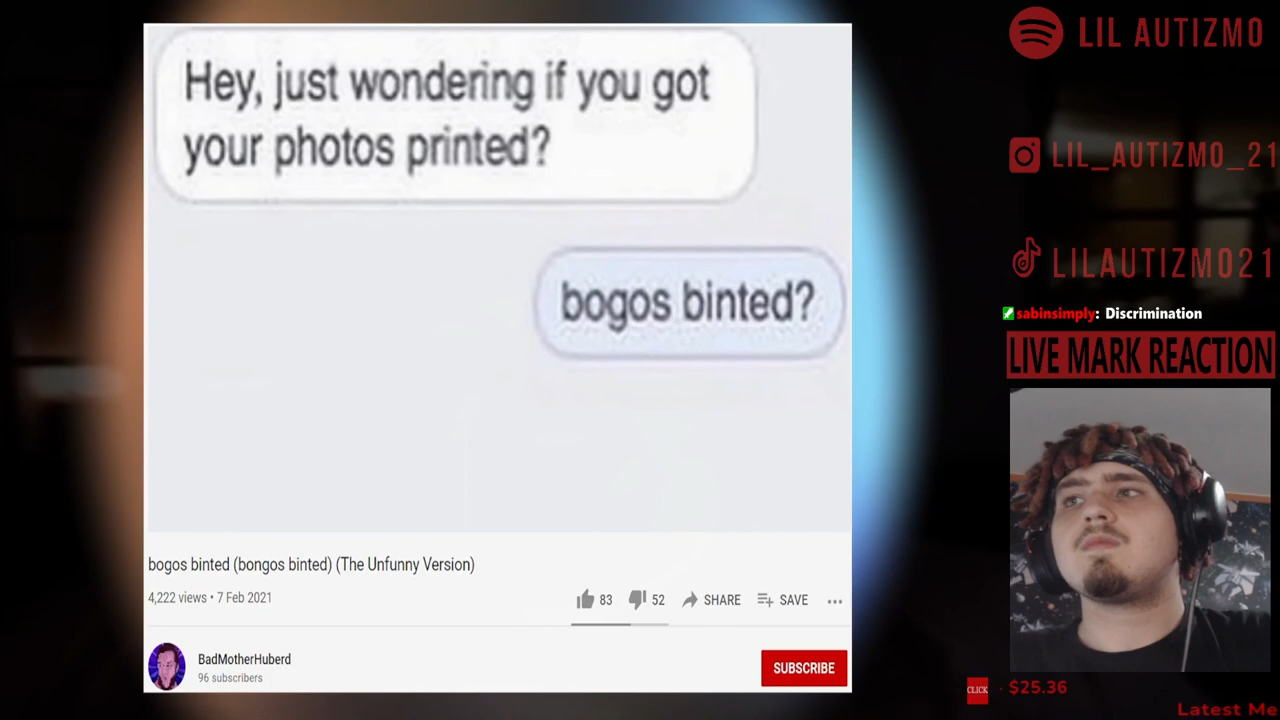 Hey, just wondering if you got
your photos printed?
bogos binted?
bogos binted (bongos binted) (The Unfunny Version)
4,222 views • 7 Feb 2021
83
52
SHARE
SAVE
BadMotherHuberd
96 subscribers
SUBSCRIBE
LIL AUTIZMO
LIL_AUTIZMO_21
LILAUTIZMO21
sabinsimply: Discrimination
LIVE MARK REACTION
CLICK · $25.36
Latest Me